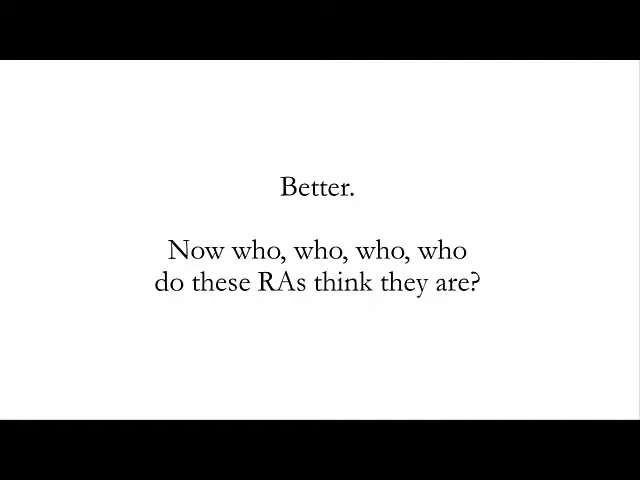 Better.
Now who, who, who, who
do these RAs think they are?